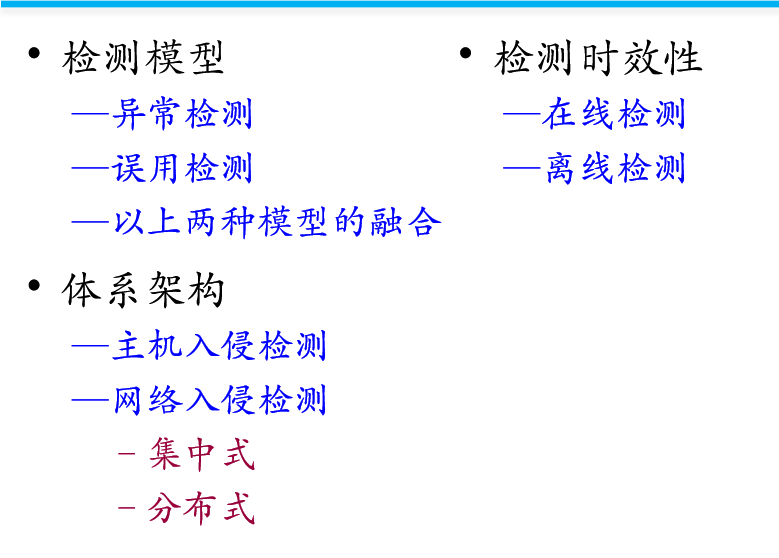 • 检测模型
—异常检测
—误用检测
—以上两种模型的融合
• 体系架构
—主机入侵检测
—网络入侵检测
– 集中式
– 分布式
• 检测时效性
—在线检测
—离线检测